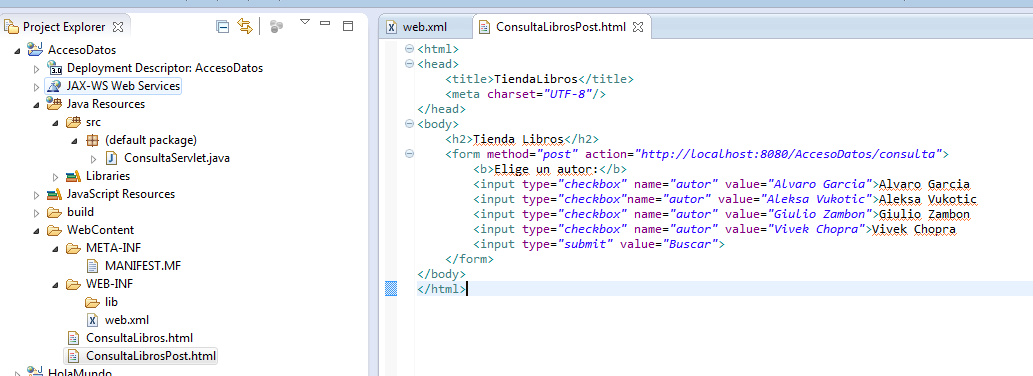 Project Explorer
AccesoDatos
3.0 Deployment Descriptor: AccesoDatos
JAX-WS Web Services
Java Resources
src
(default package)
ConsultaServlet.java
Libraries
JavaScript Resources
build
WebContent
META-INF
MANIFEST.MF
WEB-INF
lib
web.xml
ConsultaLibros.html
ConsultaLibrosPost.html
HolaMundo
web.xml
ConsultaLibrosPost.html
<html>
<head>
<title>TiendaLibros</title>
<meta charset="UTF-8"/>
</head>
<body>
<h2>Tienda Libros</h2>
<form method="post" action="http://localhost:8080/AccesoDatos/consulta">
<b>Elige un autor:</b>
<input type="checkbox" name="autor" value="Alvaro Garcia">Alvaro Garcia
<input type="checkbox"name="autor" value="Aleksa Vukotic">Aleksa Vukotic
<input type="checkbox" name="autor" value="Giulio Zambon">Giulio Zambon
<input type="checkbox" name="autor" value="Vivek Chopra">Vivek Chopra
<input type="submit" value="Buscar">
</form>
</body>
</html>